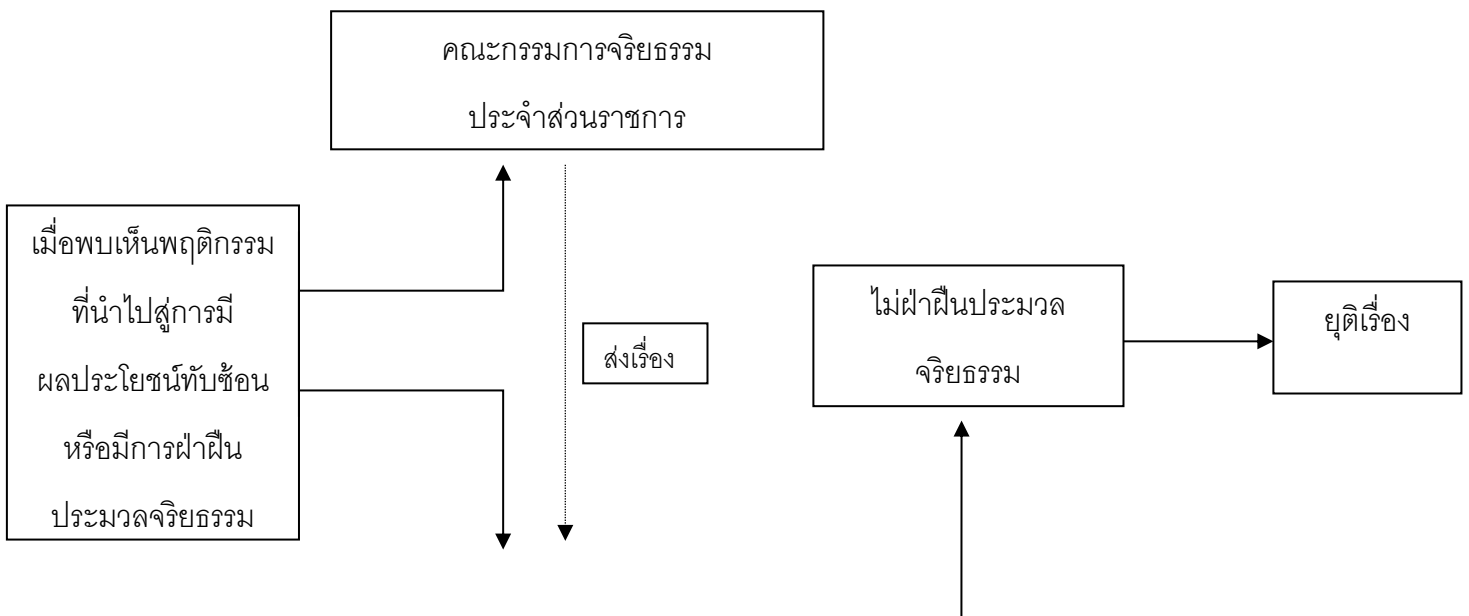 คณะกรรมการจริยธรรม
ประจำส่วนราชการ
เมื่อพบเห็นพฤติกรรม
ที่นำไปสู่การมี
ผลประโยชน์ทับซ้อน
หรือมีการฝ่าฝืน
ประมวลจริยธรรม
ส่งเรื่อง
ไม่ฝ่าฝืนประมวล
จริยธรรม
ยุติเรื่อง